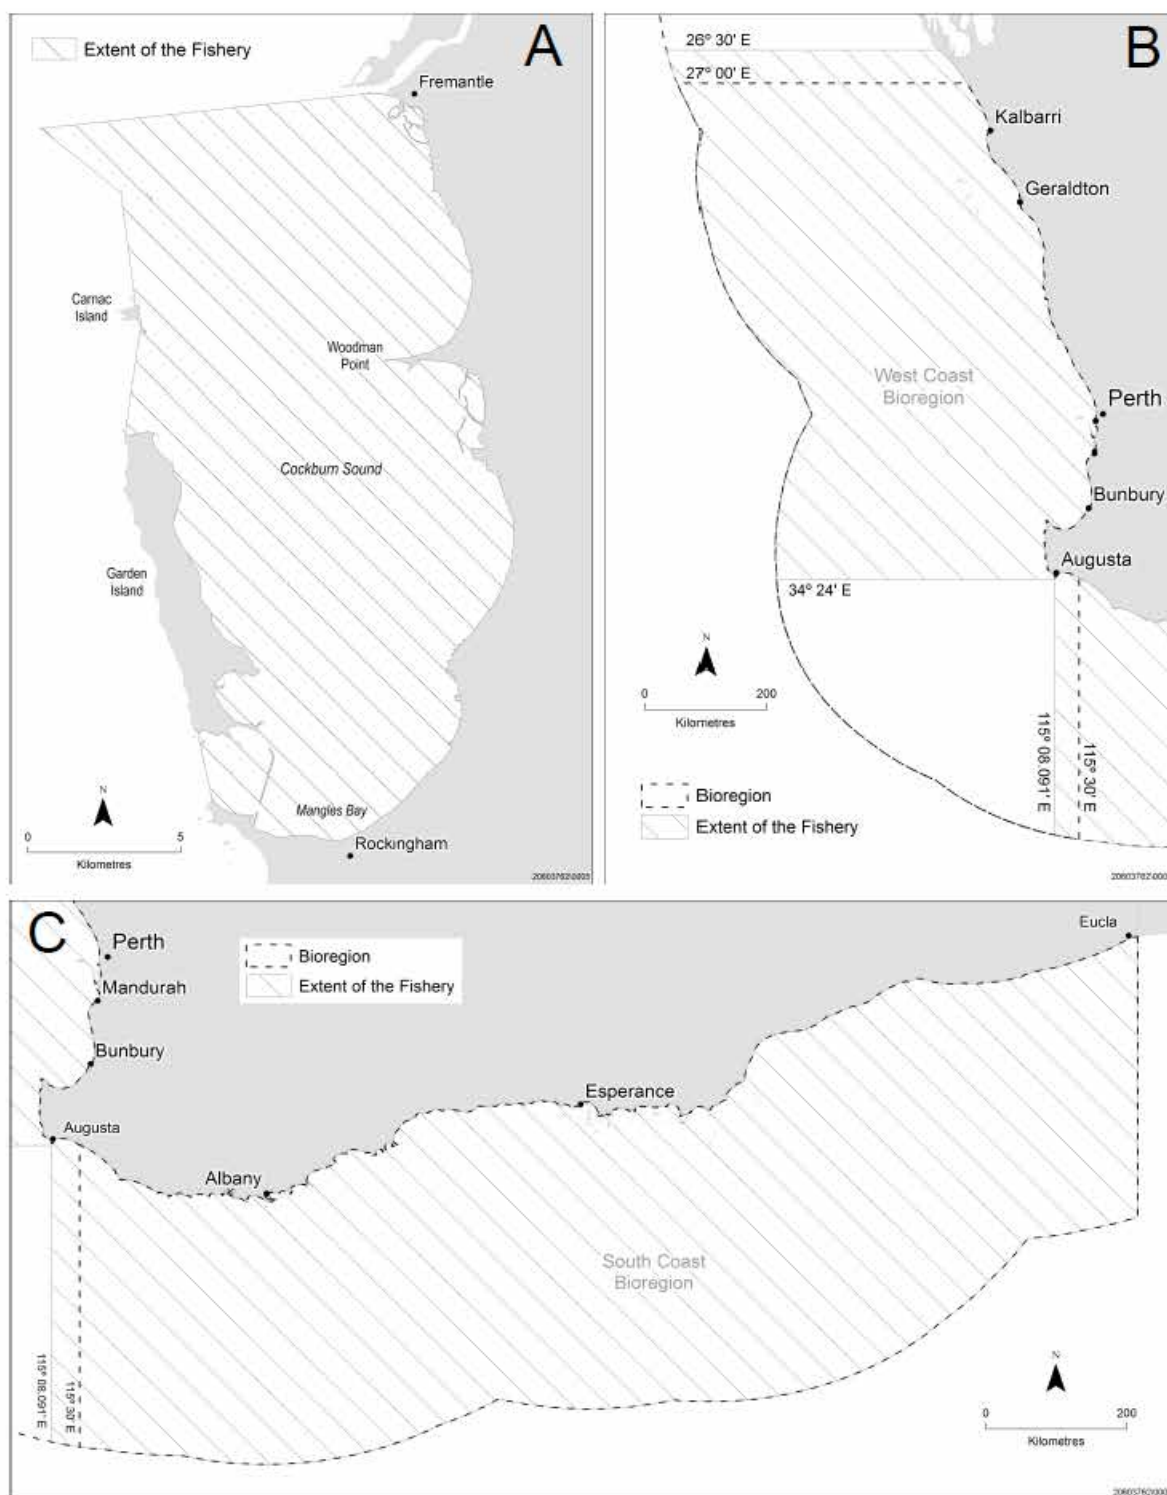 A
Extent of the Fishery
Fremantle
Carnac
Island
Woodman
Point
Cockburn Sound
Garden
Island
Mangles Bay
Rockingham
N
0 5
Kilometres
B
26° 30' E
27° 00' E
Kalbarri
Geraldton
West Coast
Bioregion
Perth
Bunbury
Augusta
34° 24' E
N
0 200
Kilometres
115° 08.091' E
115° 30' E
Bioregion
Extent of the Fishery
C
Perth
Mandurah
Bunbury
Augusta
Albany
Esperance
Eucla
Bioregion
Extent of the Fishery
South Coast
Bioregion
115° 08.091' E
115° 30' E
N
0 200
Kilometres